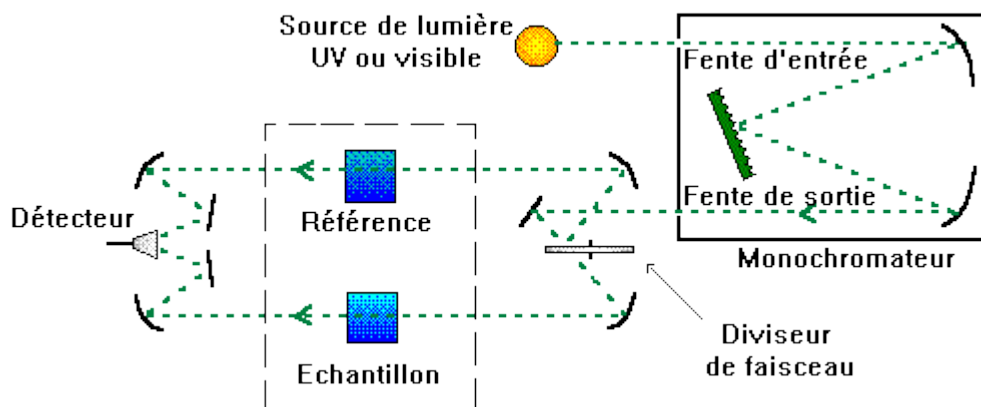 Source de lumière
UV ou visible
Fente d'entrée
Fente de sortie
Monochromateur
Référence
Détecteur
Echantillon
Diviseur
de faisceau